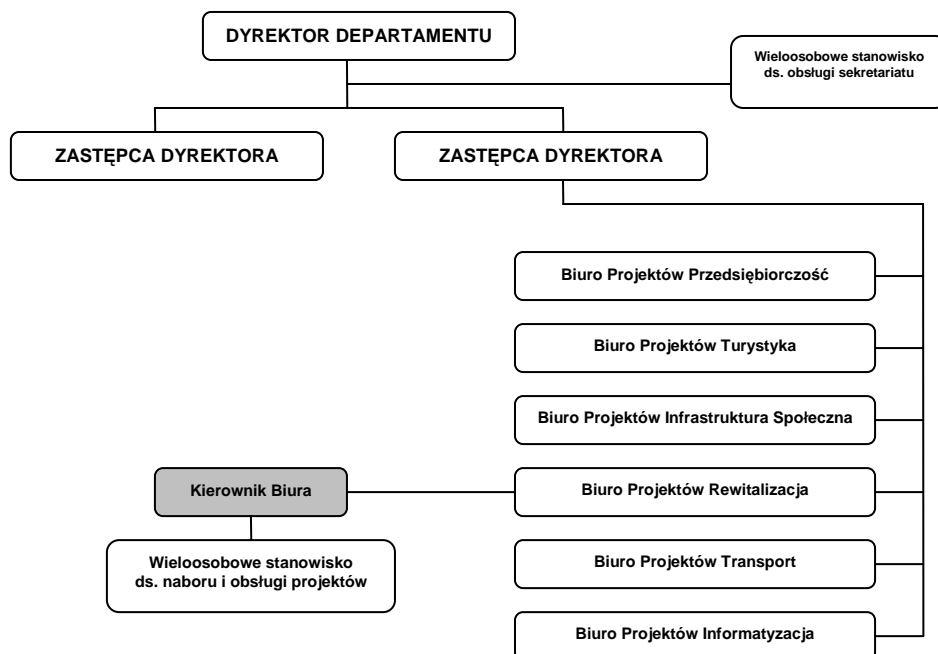 DYREKTOR DEPARTAMENTU
Wieloosobowe stanowisko
ds. obsługi sekretariatu
ZASTĘPCA DYREKTORA
ZASTĘPCA DYREKTORA
Biuro Projektów Przedsiębiorczość
Biuro Projektów Turystyka
Biuro Projektów Infrastruktura Społeczna
Kierownik Biura
Biuro Projektów Rewitalizacja
Wieloosobowe stanowisko
ds. naboru i obsługi projektów
Biuro Projektów Transport
Biuro Projektów Informatyzacja